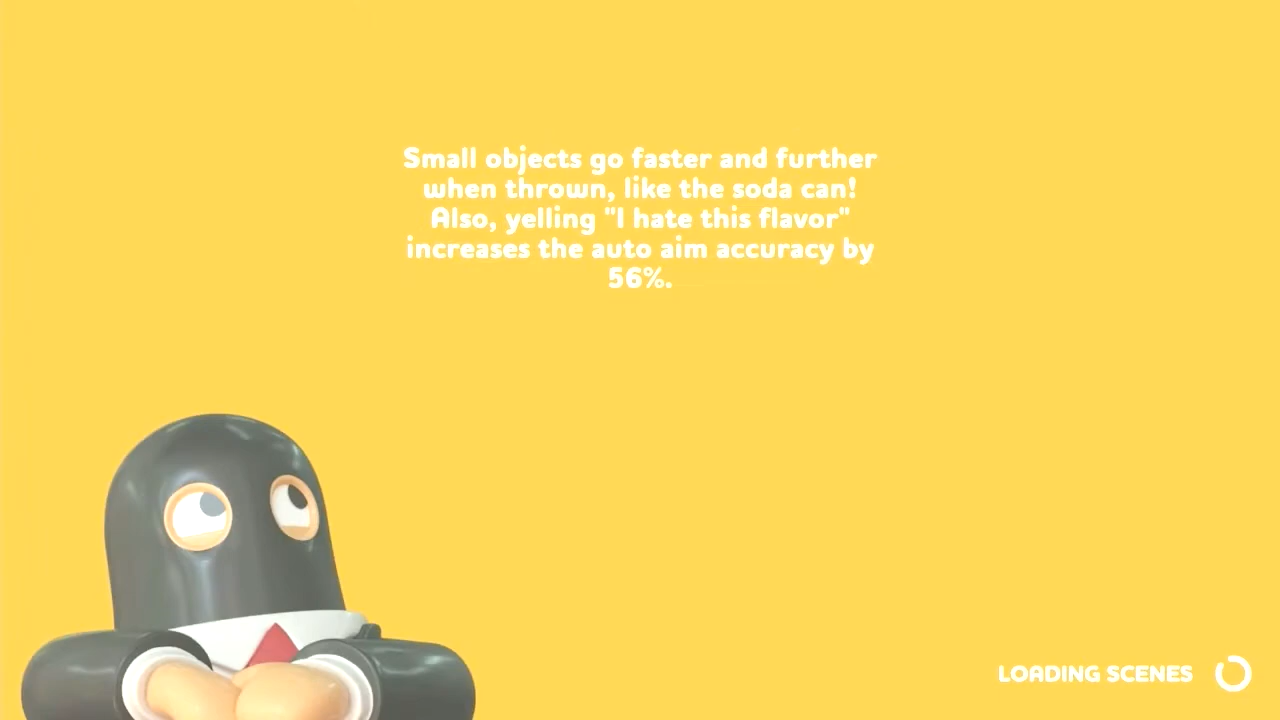 Small objects go faster and further
when thrown, like the soda can!
Also, yelling "I hate this flavor"
increases the auto aim accuracy by
56%.
LOADING SCENES